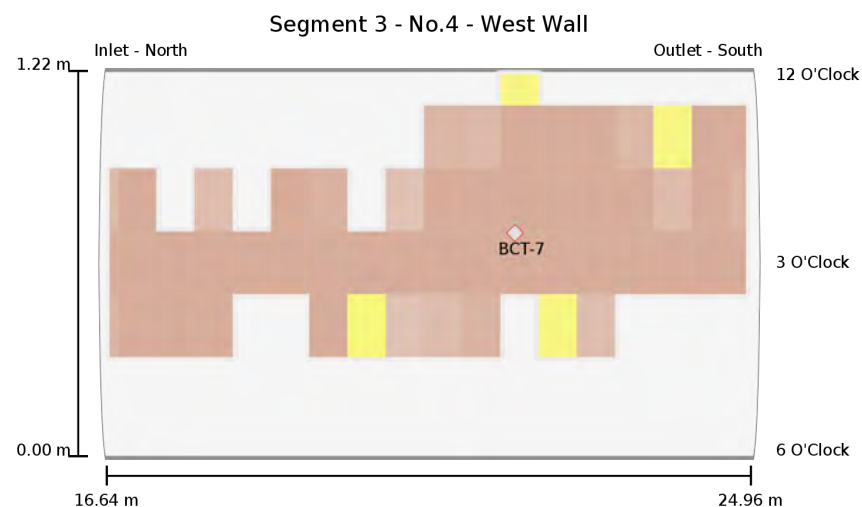 Segment 3 - No.4 - West Wall
Inlet - North
Outlet - South
1.22 m
12 O'Clock
BCT-7
3 O'Clock
0.00 m
6 O'Clock
16.64 m
24.96 m